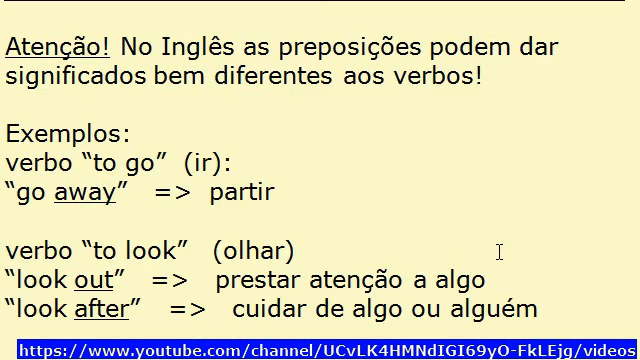 Atenção! No Inglês as preposições podem dar
significados bem diferentes aos verbos!
Exemplos:
verbo “to go”  (ir):
“go away”   =>  partir
verbo “to look”   (olhar)
“look out”   =>   prestar atenção a algo
“look after”   =>   cuidar de algo ou alguém
https://www.youtube.com/channel/UCvLK4HMNdIGI69yO-FkLEjg/videos